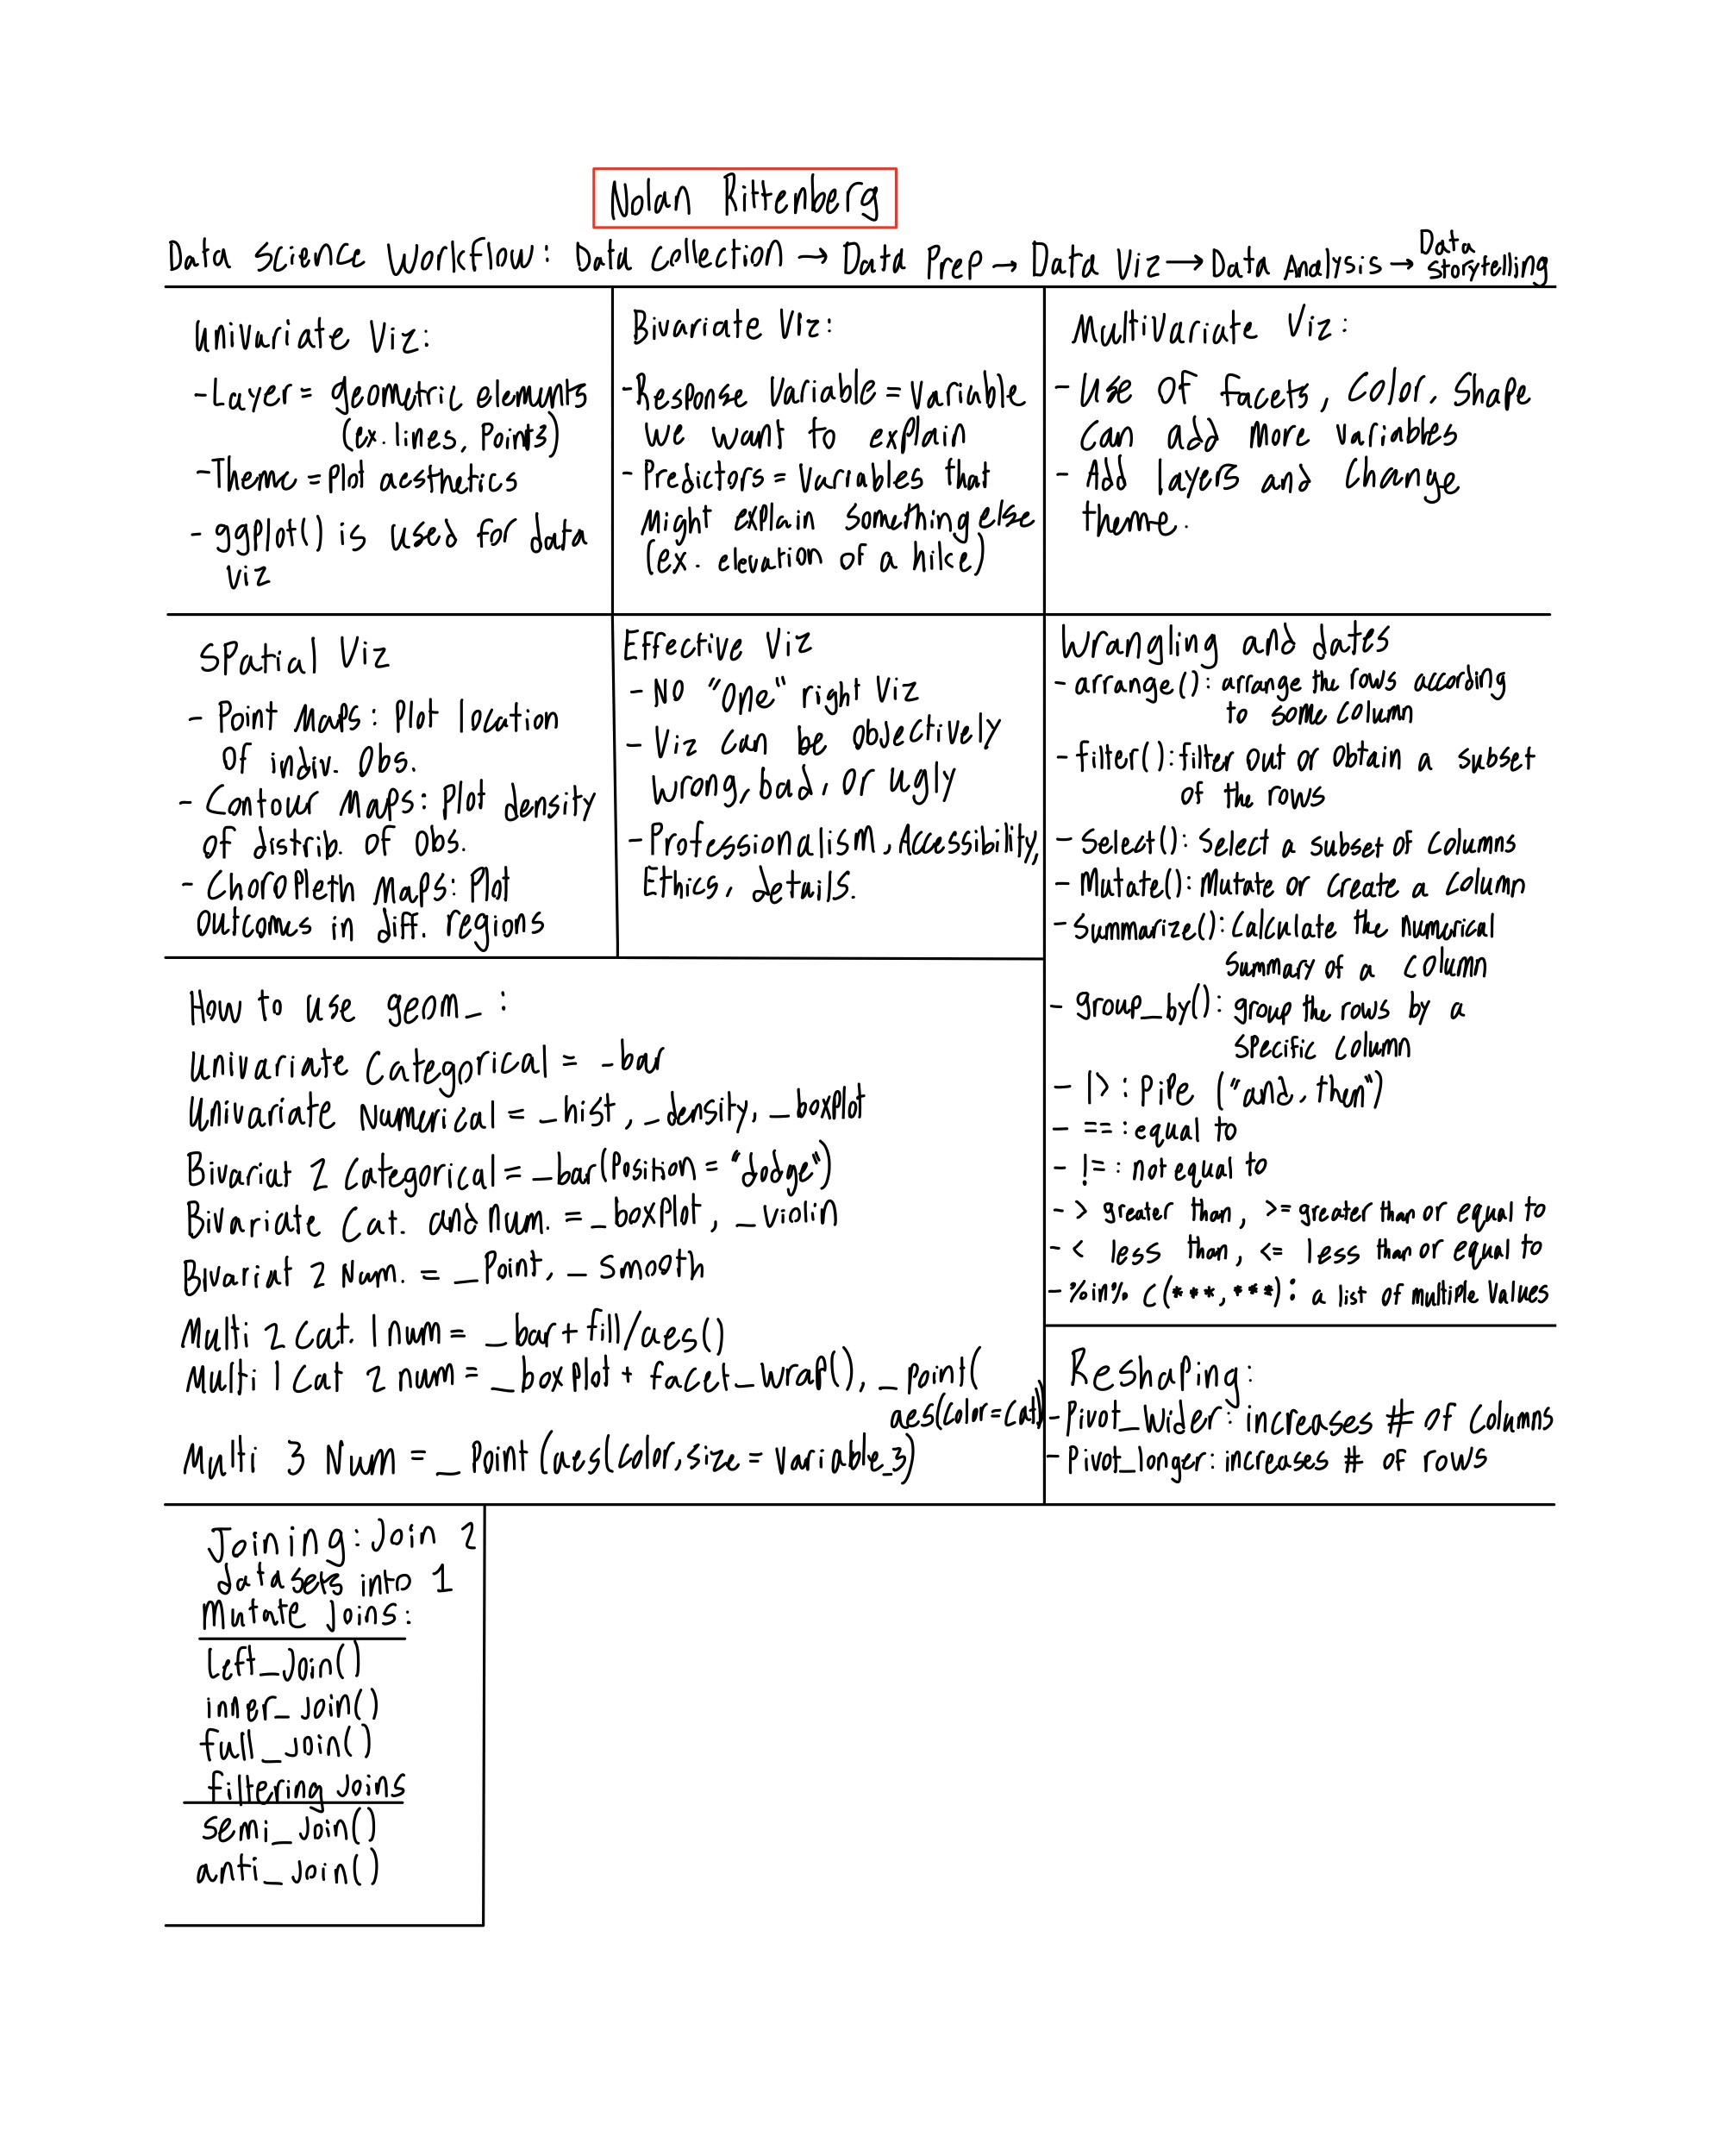 Nolan Rittenberg
Data Science Workflow: Data Collection → Data Prep → Data Viz → Data Analysis → Data Storytelling
Univariate Viz:
- Layer = geometric elements
(ex. lines, points)
- Theme = Plot aesthetics
- ggplot() is used for data
viz
Bivariate Viz:
- Response Variable = Variable
we want to explain
- Predictors = Variables that
Might explain something else
(ex. elevation of a hike)
Multivariate Viz:
- Use of facets, color, shape
can add more variables
- Add layers and change
theme.
Spatial Viz
- Point Maps: Plot location
of indiv. obs.
- Contour Maps: Plot density
of distrib. of obs.
- Choropleth Maps: Plot
outcomes in diff. regions
Effective Viz
- No "one" right viz
- Viz can be objectively
wrong, bad, or ugly
- Professionalism, Accessibility,
Ethics, details.
Wrangling and dates
- arrange(): arrange the rows according
to some column
- filter(): filter out or obtain a subset
of the rows
- Select(): Select a subset of columns
- Mutate(): Mutate or create a column
- Summarize(): Calculate the numerical
summary of a column
- group_by(): group the rows by a
specific column
- |> : Pipe ("and, then")
- == : equal to
- != : not equal to
- > greater than, >= greater than or equal to
- < less than, <= less than or equal to
- %in% c(***,***): a list of multiple values
How to use geom_ :
Univariate Categorical = _bar
Univariate Numerical = _hist, _density, _boxplot
Bivariat 2 Categorical = _bar(position = "dodge")
Bivariate Cat. and num. = _boxplot, _violin
Bivariat 2 Num. = _Point, _smooth
Multi 2 Cat. 1 num = _bar + fill/aes()
Multi 1 Cat 2 num = _boxplot + facet_wrap(), _point(
aes(color=cat))
Multi 3 Num = _Point (aes(color, size = Variable_3)
Reshaping:
- Pivot_wider: increases # of columns
- Pivot_longer: increases # of rows
Joining: Join 2
datasets into 1
Mutate Joins:
left_join()
inner_join()
full_join()
filtering joins
semi_join()
anti_join()